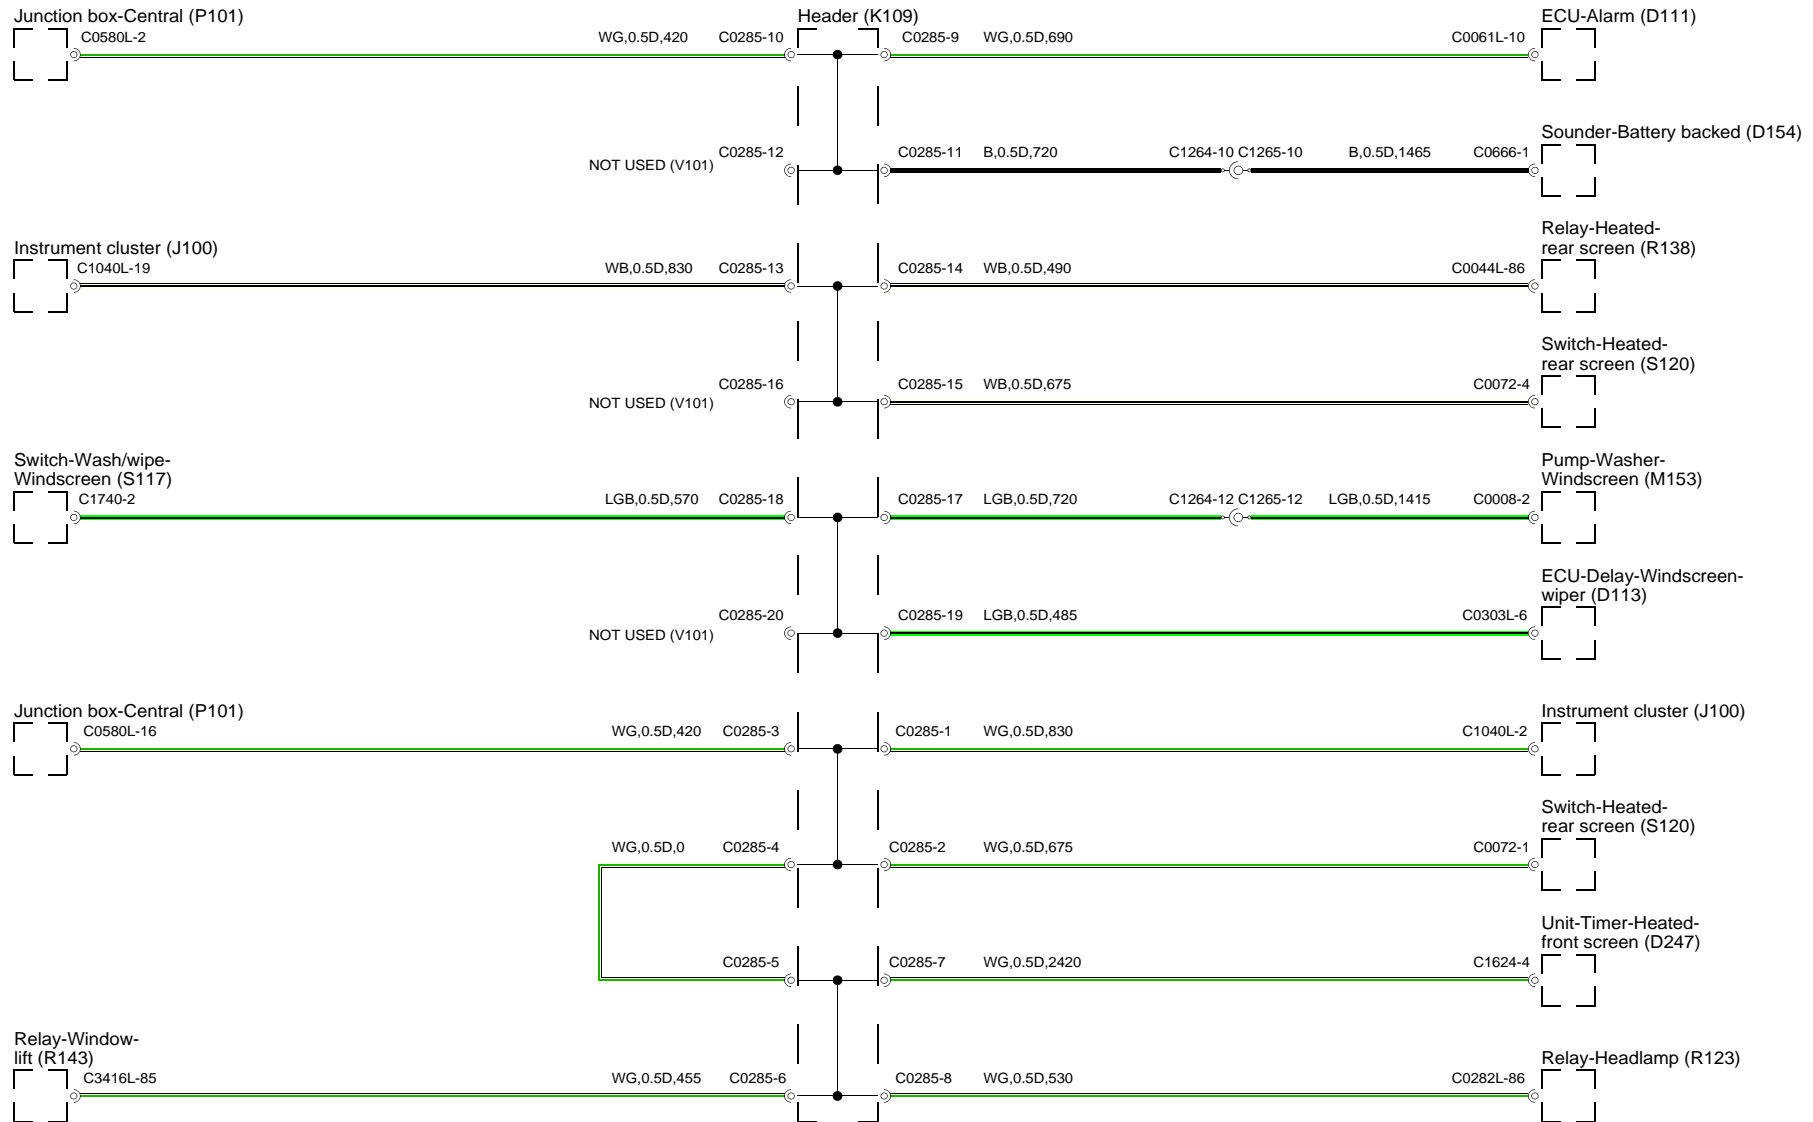 Junction box-Central (P101)
Header (K109)
ECU-Alarm (D111)
C0580L-2
WG,0.5D,420
C0285-10
C0285-9
WG,0.5D,690
C0061L-10
Sounder-Battery backed (D154)
NOT USED (V101)
C0285-12
C0285-11
B,0.5D,720
C1264-10
C1265-10
B,0.5D,1465
C0666-1
Instrument cluster (J100)
Relay-Heated-
rear screen (R138)
C1040L-19
WB,0.5D,830
C0285-13
C0285-14
WB,0.5D,490
C0044L-86
Switch-Heated-
rear screen (S120)
NOT USED (V101)
C0285-16
C0285-15
WB,0.5D,675
C0072-4
Switch-Wash/wipe-
Windscreen (S117)
Pump-Washer-
Windscreen (M153)
C1740-2
LGB,0.5D,570
C0285-18
C0285-17
LGB,0.5D,720
C1264-12
C1265-12
LGB,0.5D,1415
C0008-2
ECU-Delay-Windscreen-
wiper (D113)
NOT USED (V101)
C0285-20
C0285-19
LGB,0.5D,485
C0303L-6
Junction box-Central (P101)
Instrument cluster (J100)
C0580L-16
WG,0.5D,420
C0285-3
C0285-1
WG,0.5D,830
C1040L-2
Switch-Heated-
rear screen (S120)
WG,0.5D,0
C0285-4
C0285-2
WG,0.5D,675
C0072-1
Unit-Timer-Heated-
front screen (D247)
C0285-5
C0285-7
WG,0.5D,2420
C1624-4
Relay-Window-
lift (R143)
Relay-Headlamp (R123)
C3416L-85
WG,0.5D,455
C0285-6
C0285-8
WG,0.5D,530
C0282L-86